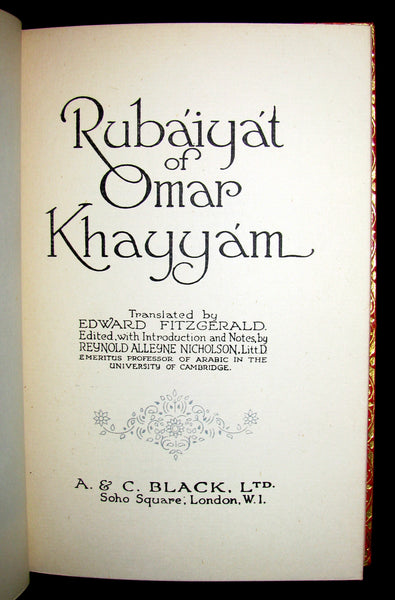 Rubáiyát
of
Omar
Khayyám
Translated by
EDWARD FITZGERALD.
Edited, with Introduction and Notes, by
REYNOLD ALLEYNE NICHOLSON, Litt.D
EMERITUS PROFESSOR OF ARABIC IN THE
UNIVERSITY OF CAMBRIDGE.
A. & C. BLACK, LTD.
Soho Square, London, W.1.